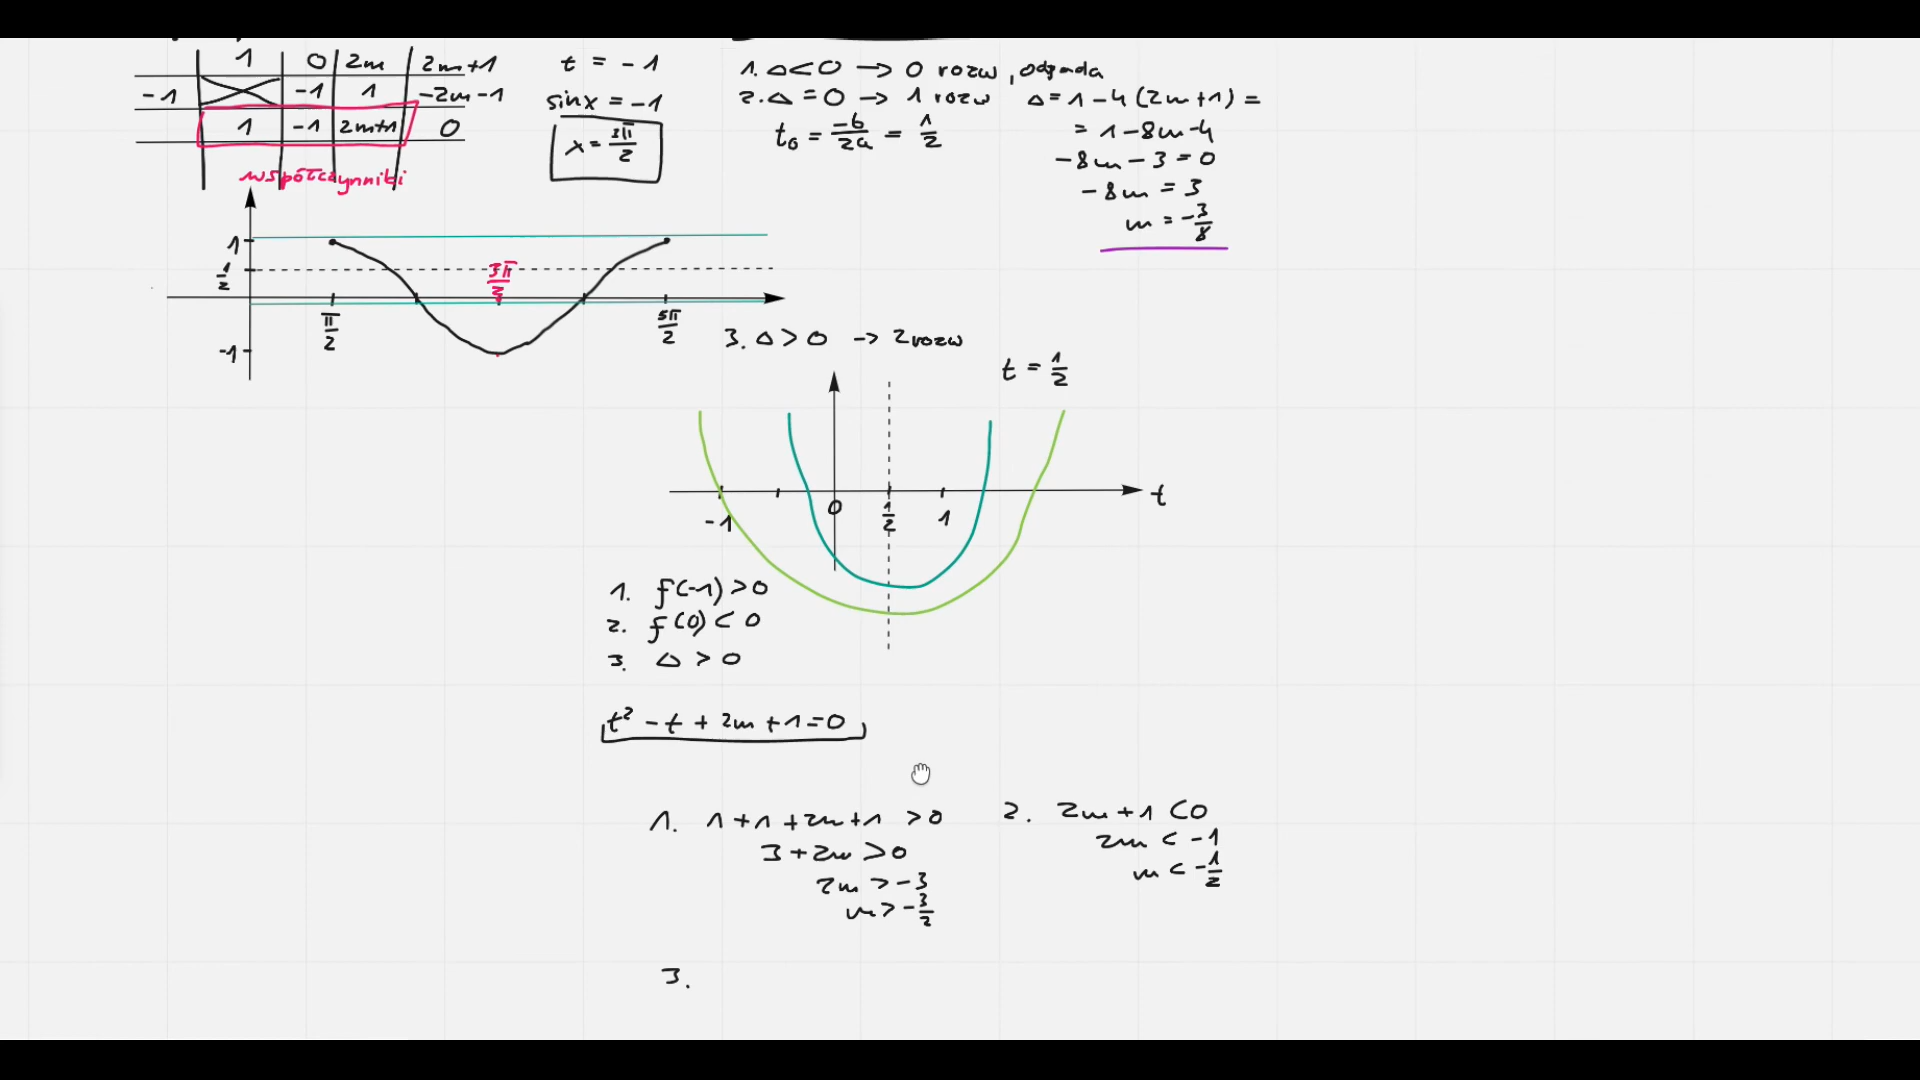 1 0 2m 2m+1
-1 -1 1 -2m-1
1 -1 2m+1 0
współczynniki
t = -1
sinx = -1
x = 3π/2
1. Δ<0 -> 0 rozw, odpada
2. Δ=0 -> 1 rozw
t₀ = -b/2a = 1/2
Δ=1-4(2m+1)=
= 1-8m-4
-8m-3=0
-8m=3
m=-3/8
1
1/2
-1
π/2
3π/2
5π/2
3. Δ>0 -> 2 rozw
t = 1/2
-1 0 1/2 1 t
1. f(-1)>0
2. f(0)<0
3. Δ>0
t² - t + 2m + 1 = 0
1. 1+1+2m+1 >0
3+2m>0
2m>-3
m>-3/2
2. 2m+1<0
2m<-1
m<-1/2
3.